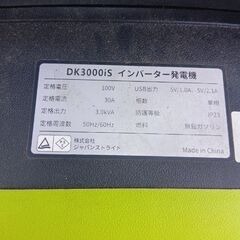 DK3000iS インバーター発電機
定格電圧 100V USB出力 5V/1.0A、5V/2.1A
定格電流 30A 相数 単相
定格出力 3.0kVA 防護等級 IP23
定格周波数 50Hz/60Hz 燃料 無鉛ガソリン
株式会社
ジャパンストライド
Made in China